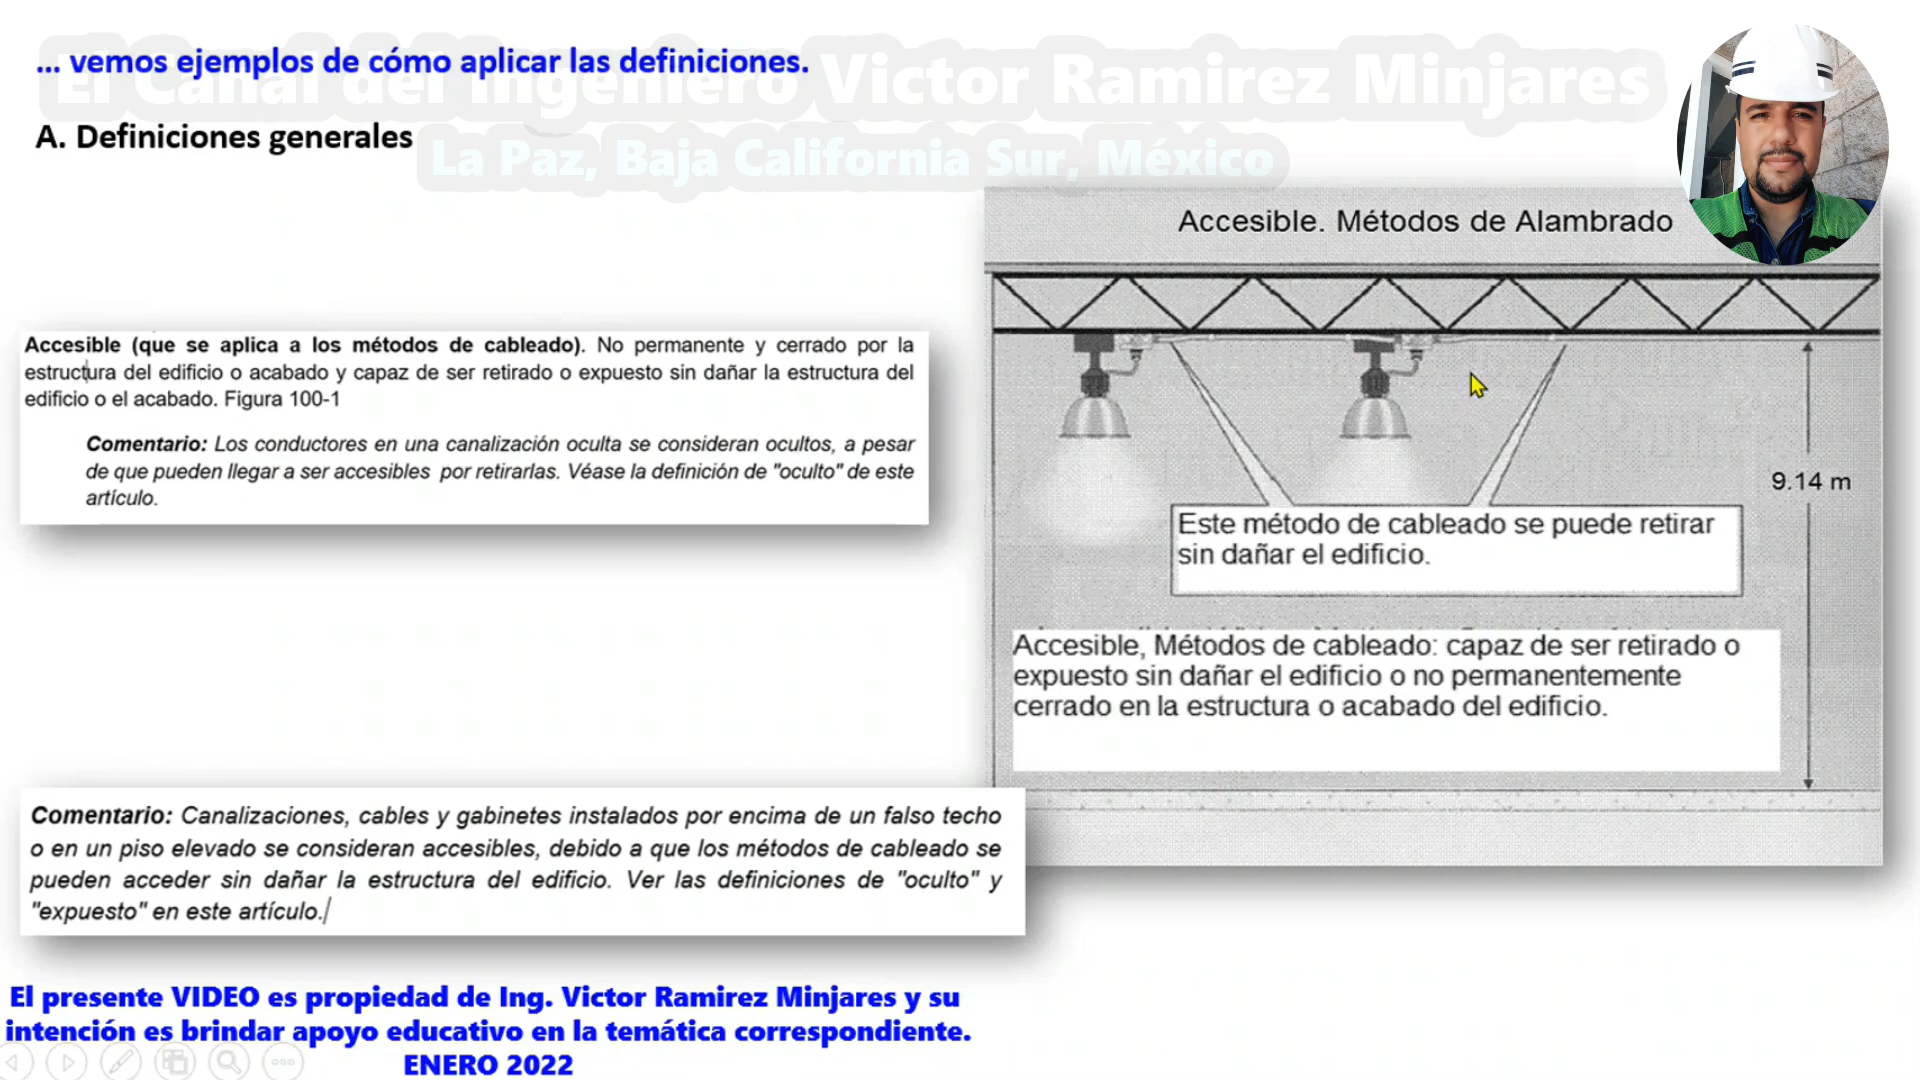 ... vemos ejemplos de cómo aplicar las definiciones.
El Canal del Ingeniero Victor Ramirez Minjares
A. Definiciones generales
La Paz, Baja California Sur, México
Accesible. Métodos de Alambrado
Accesible (que se aplica a los métodos de cableado). No permanente y cerrado por la
estructura del edificio o acabado y capaz de ser retirado o expuesto sin dañar la estructura del
edificio o el acabado. Figura 100-1
Comentario: Los conductores en una canalización oculta se consideran ocultos, a pesar
de que pueden llegar a ser accesibles por retirarlas. Véase la definición de "oculto" de este
artículo.
9.14 m
Este método de cableado se puede retirar
sin dañar el edificio.
Accesible, Métodos de cableado: capaz de ser retirado o
expuesto sin dañar el edificio o no permanentemente
cerrado en la estructura o acabado del edificio.
Comentario: Canalizaciones, cables y gabinetes instalados por encima de un falso techo
o en un piso elevado se consideran accesibles, debido a que los métodos de cableado se
pueden acceder sin dañar la estructura del edificio. Ver las definiciones de "oculto" y
"expuesto" en este artículo.
El presente VIDEO es propiedad de Ing. Victor Ramirez Minjares y su
intención es brindar apoyo educativo en la temática correspondiente.
ENERO 2022